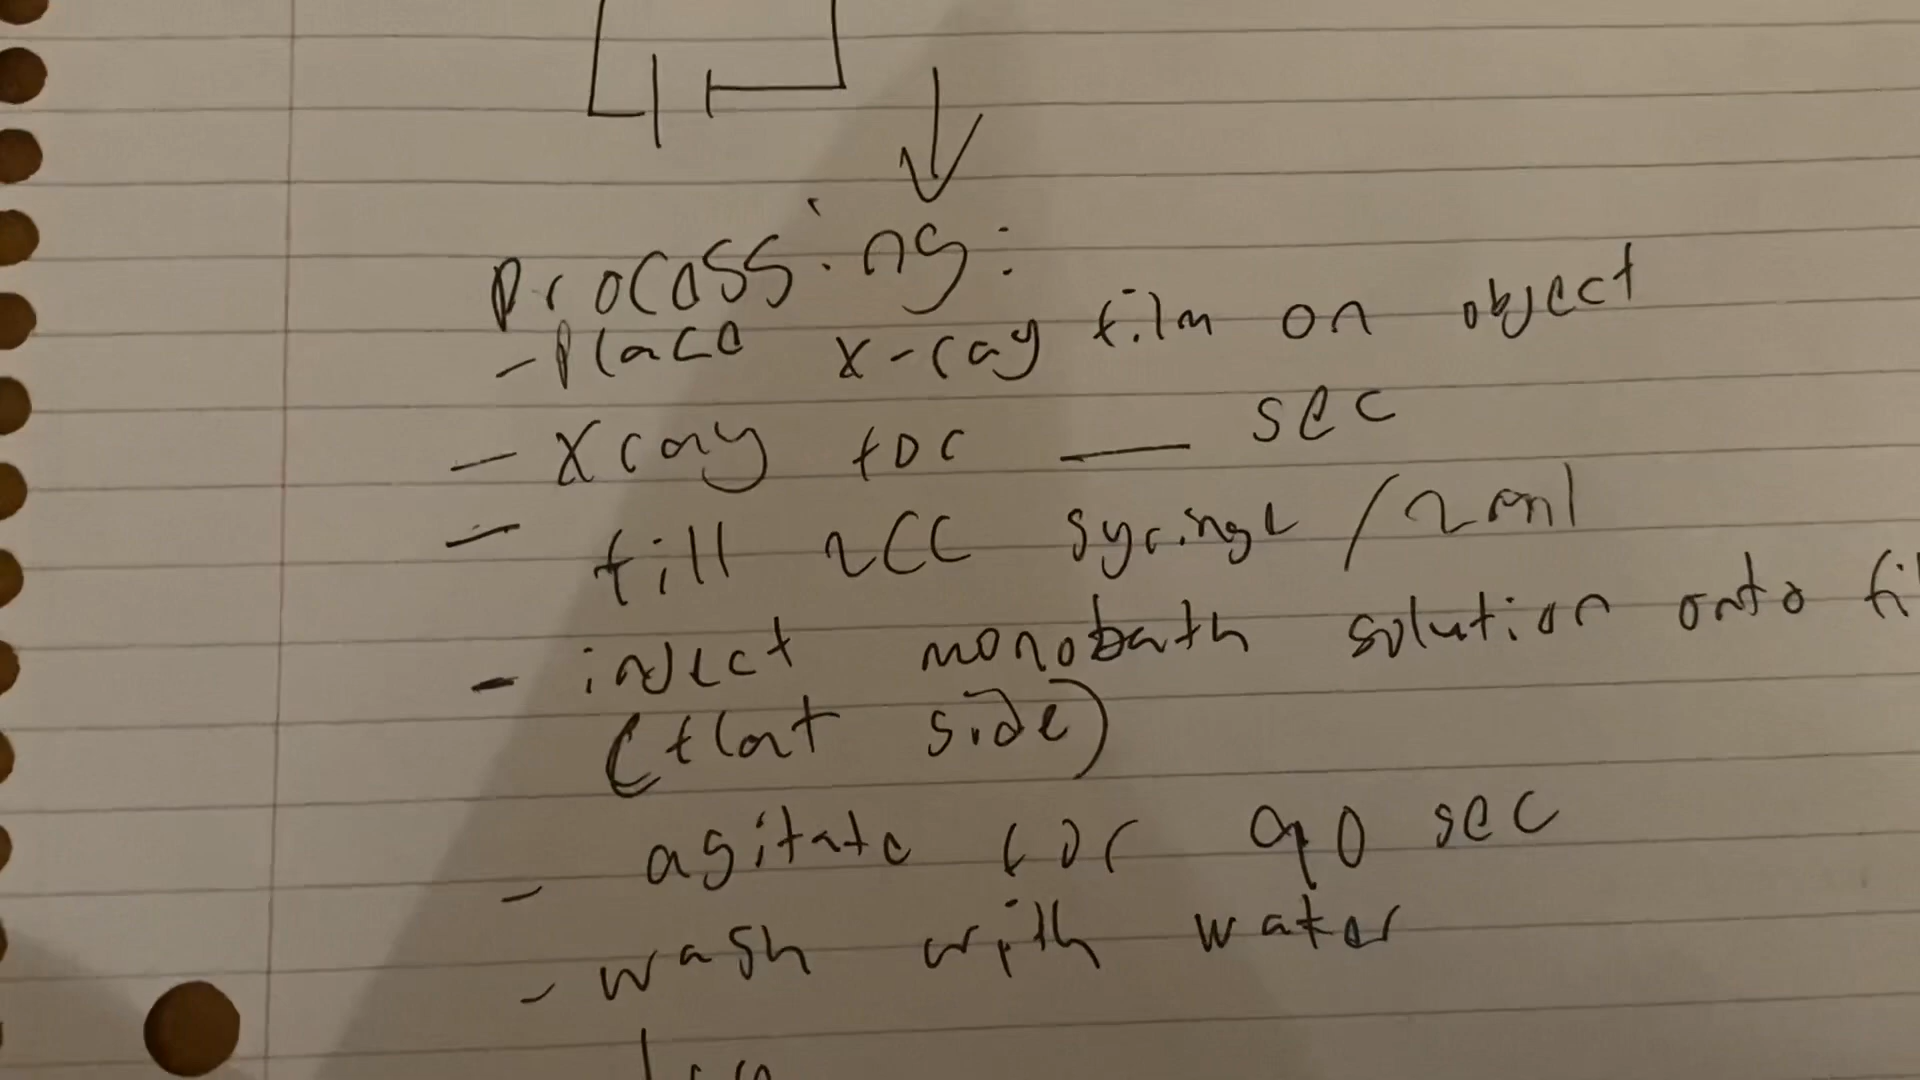 Processing:
- Place x-ray film on object
- Xray for ___ sec
- fill 2CC syringe / 2ml
- inject monobath solution onto fi
(flat side)
- agitate for 90 sec
- wash with water